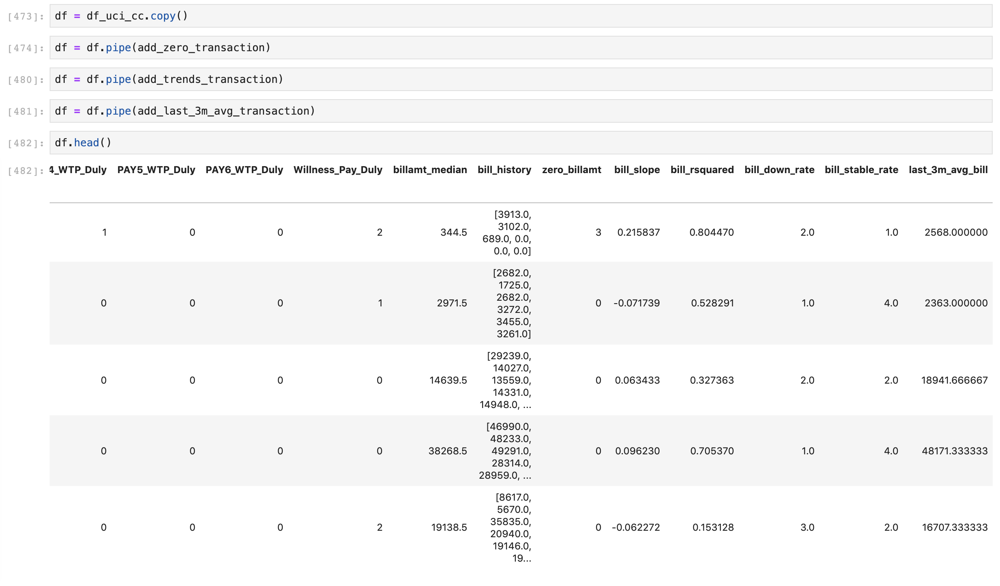 [473]: df = df_uci_cc.copy()
[474]: df = df.pipe(add_zero_transaction)
[480]: df = df.pipe(add_trends_transaction)
[481]: df = df.pipe(add_last_3m_avg_transaction)
[482]: df.head()
[482]: 4_WTP_Duly PAY5_WTP_Duly PAY6_WTP_Duly Willness_Pay_Duly billamt_median bill_history zero_billamt bill_slope bill_rsquared bill_down_rate bill_stable_rate last_3m_avg_bill
[3913.0,
3102.0,
1 0 0 2 344.5 689.0, 0.0, 3 0.215837 0.804470 2.0 1.0 2568.000000
0.0, 0.0]
[2682.0,
1725.0,
2682.0,
0 0 0 1 2971.5 3272.0, 0 -0.071739 0.528291 1.0 4.0 2363.000000
3455.0,
3261.0]
[29239.0,
14027.0,
0 0 0 0 14639.5 13559.0, 0 0.063433 0.327363 2.0 2.0 18941.666667
14331.0,
14948.0, ...
[46990.0,
48233.0,
0 0 0 0 38268.5 49291.0, 0 0.096230 0.705370 1.0 4.0 48171.333333
28314.0,
28959.0, ...
[8617.0,
5670.0,
35835.0,
0 0 0 2 19138.5 20940.0, 0 -0.062272 0.153128 3.0 2.0 16707.333333
19146.0,
19...